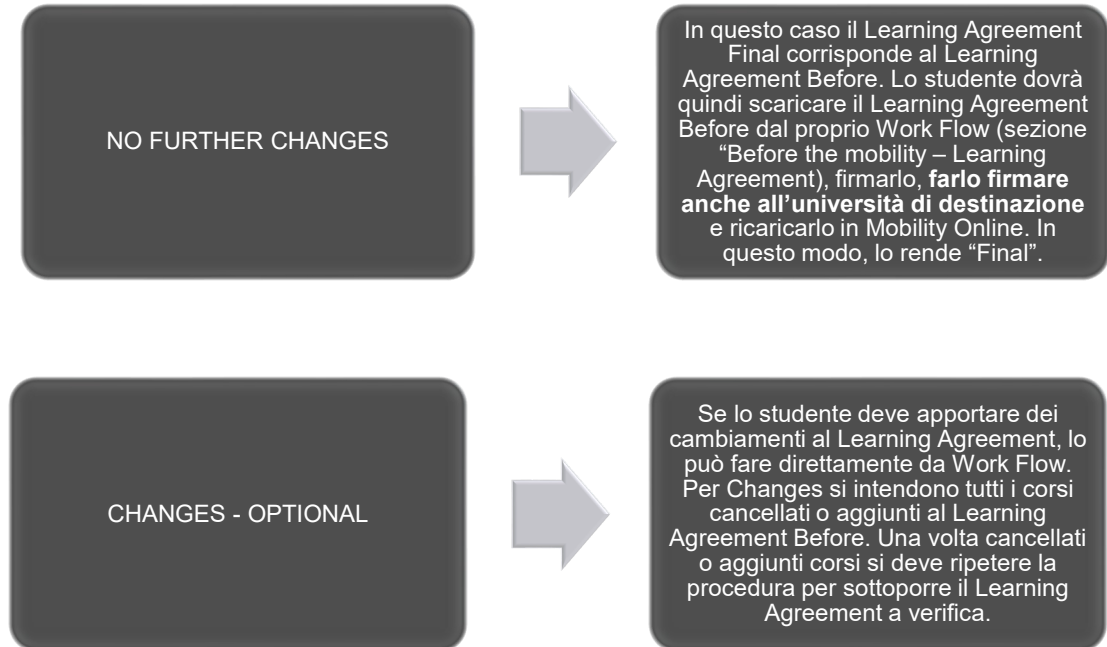 NO FURTHER CHANGES
In questo caso il Learning Agreement
Final corrisponde al Learning
Agreement Before. Lo studente dovrà
quindi scaricare il Learning Agreement
Before dal proprio Work Flow (sezione
“Before the mobility – Learning
Agreement), firmarlo, farlo firmare
anche all’università di destinazione
e ricaricarlo in Mobility Online. In
questo modo, lo rende “Final”.
CHANGES - OPTIONAL
Se lo studente deve apportare dei
cambiamenti al Learning Agreement, lo
può fare direttamente da Work Flow.
Per Changes si intendono tutti i corsi
cancellati o aggiunti al Learning
Agreement Before. Una volta cancellati
o aggiunti corsi si deve ripetere la
procedura per sottoporre il Learning
Agreement a verifica.